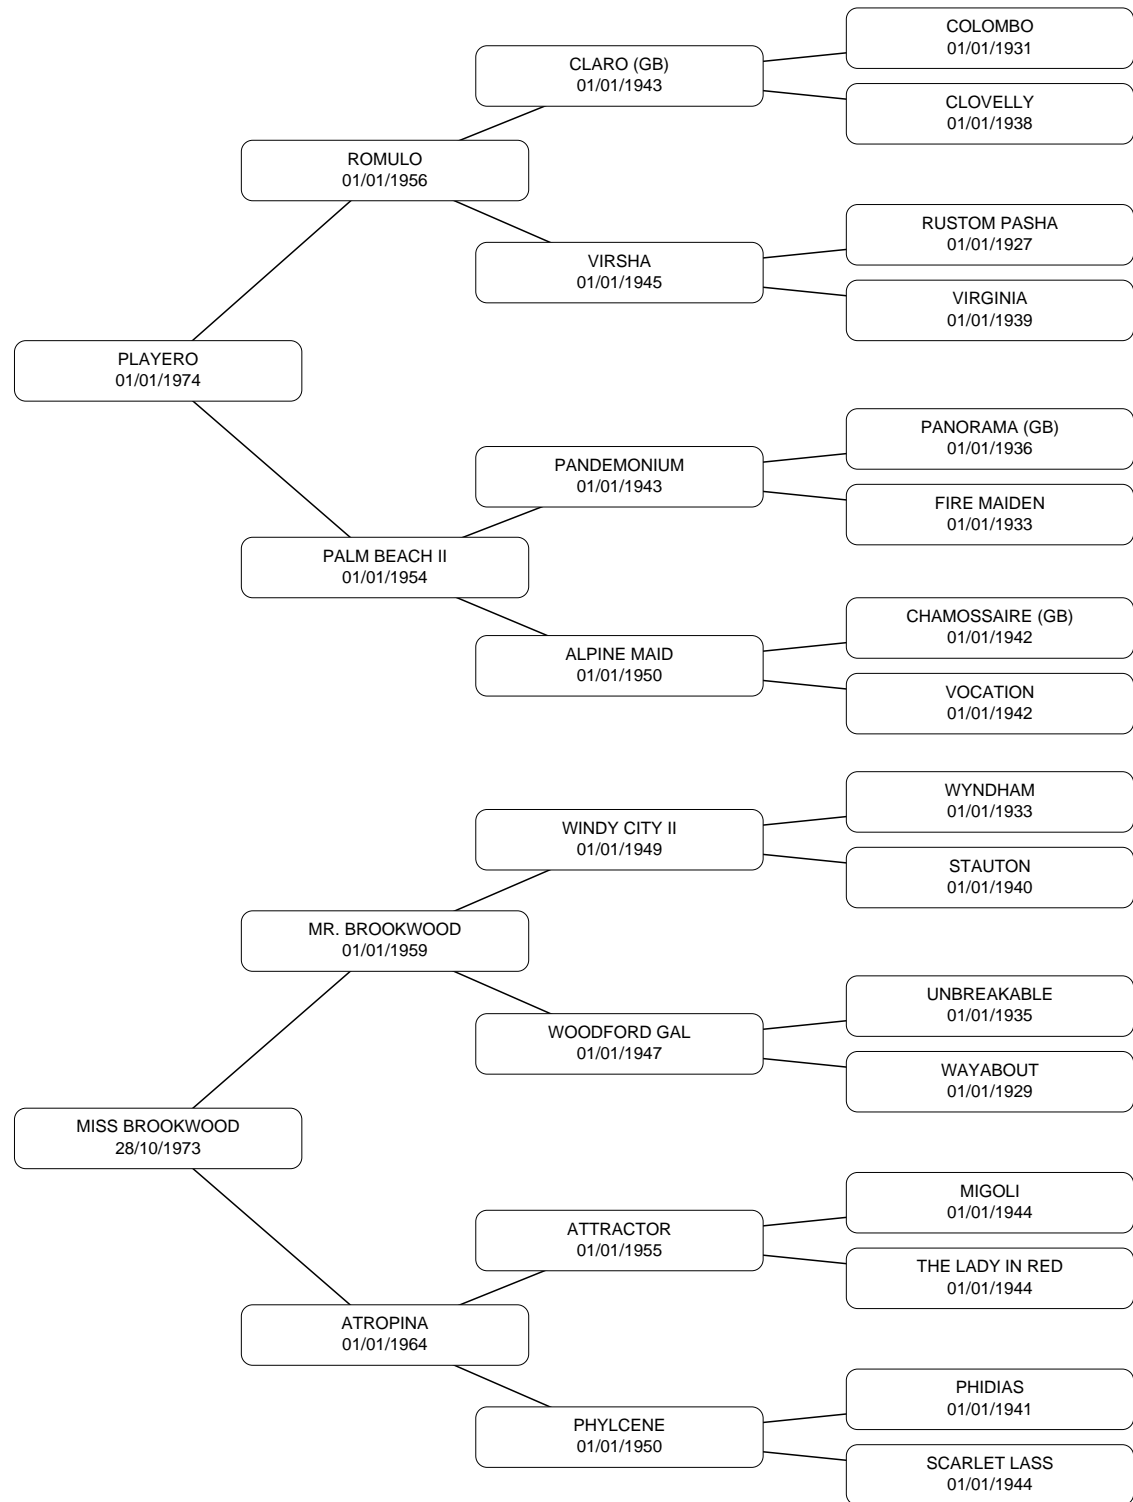 COLOMBO
01/01/1931
CLARO (GB)
01/01/1943
CLOVELLY
01/01/1938
ROMULO
01/01/1956
RUSTOM PASHA
01/01/1927
VIRSHA
01/01/1945
VIRGINIA
01/01/1939
PLAYERO
01/01/1974
PANORAMA (GB)
01/01/1936
PANDEMONIUM
01/01/1943
FIRE MAIDEN
01/01/1933
PALM BEACH II
01/01/1954
CHAMOSSAIRE (GB)
01/01/1942
ALPINE MAID
01/01/1950
VOCATION
01/01/1942
WYNDHAM
01/01/1933
WINDY CITY II
01/01/1949
STAUTON
01/01/1940
MR. BROOKWOOD
01/01/1959
UNBREAKABLE
01/01/1935
WOODFORD GAL
01/01/1947
WAYABOUT
01/01/1929
MISS BROOKWOOD
28/10/1973
MIGOLI
01/01/1944
ATTRACTOR
01/01/1955
THE LADY IN RED
01/01/1944
ATROPINA
01/01/1964
PHIDIAS
01/01/1941
PHYLCENE
01/01/1950
SCARLET LASS
01/01/1944